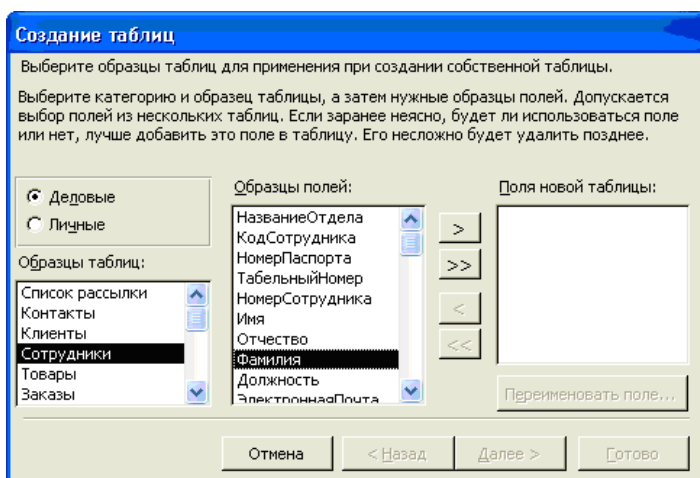 Создание таблиц
Выберите образцы таблиц для применения при создании собственной таблицы.
Выберите категорию и образец таблицы, а затем нужные образцы полей. Допускается
выбор полей из нескольких таблиц. Если заранее неясно, будет ли использоваться поле
или нет, лучше добавить это поле в таблицу. Его несложно будет удалить позднее.
Деловые
Личные
Образцы таблиц:
Список рассылки
Контакты
Клиенты
Сотрудники
Товары
Заказы
Образцы полей:
НазваниеОтдела
КодСотрудника
НомерПаспорта
ТабельныйНомер
НомерСотрудника
Имя
Отчество
Фамилия
Должность
ЭлектроннаяПочта
>
>>
<
<<
Поля новой таблицы:
Переименовать поле...
Отмена
< Назад
Далее >
Готово